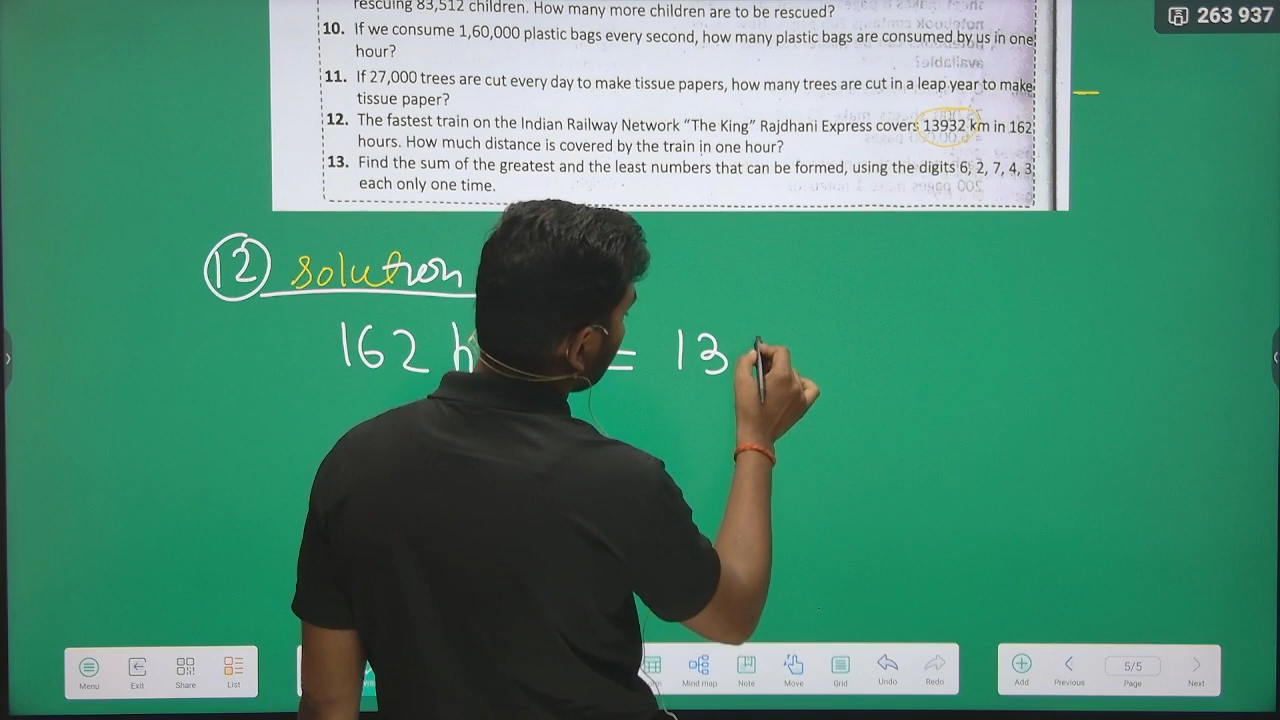 263 937
rescuing 83,512 children. How many more children are to be rescued?
10. If we consume 1,60,000 plastic bags every second, how many plastic bags are consumed by us in one
hour?
11. If 27,000 trees are cut every day to make tissue papers, how many trees are cut in a leap year to make
tissue paper?
12. The fastest train on the Indian Railway Network “The King” Rajdhani Express covers 13932 km in 162
hours. How much distance is covered by the train in one hour?
13. Find the sum of the greatest and the least numbers that can be formed, using the digits 6, 2, 7, 4, 3
each only one time.
12 solution
162 h = 13
Menu Exit Share List Mind map Note Move Grid Undo Redo Add Previous 5/5 Page Next